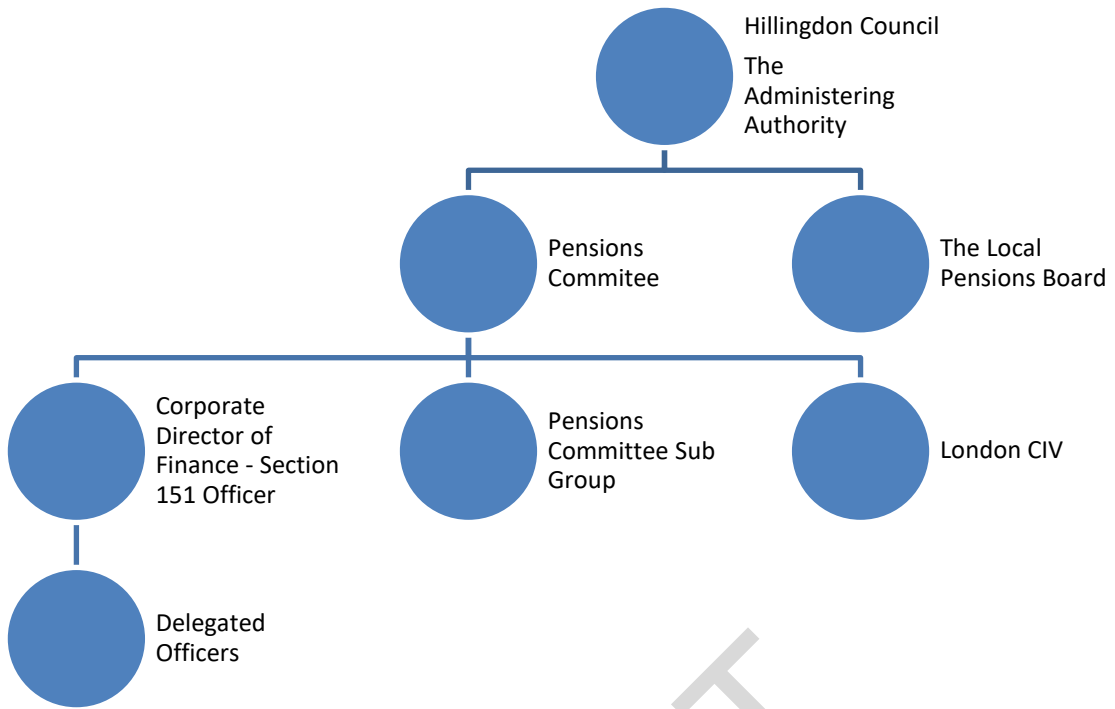 Hillingdon Council
The
Administering
Authority
Pensions
Commitee
The Local
Pensions Board
Corporate
Director of
Finance - Section
151 Officer
Pensions
Committee Sub
Group
London CIV
Delegated
Officers